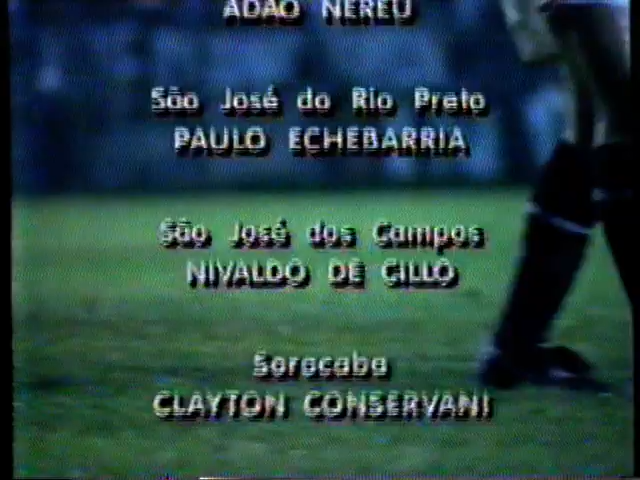 ADÃO NEREU
São José do Rio Preto
PAULO ECHEBARRIA
São José dos Campos
NIVALDO DE CILLO
Sorocaba
CLAYTON CONSERVANI